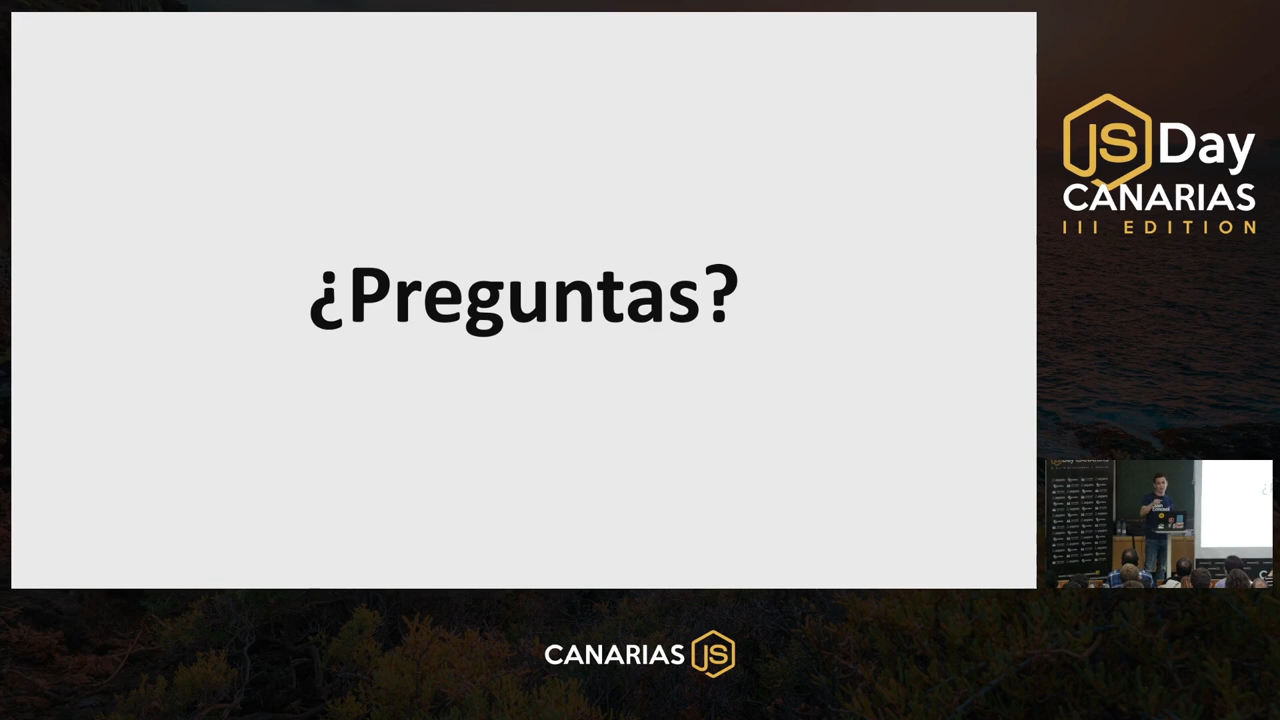 ¿Preguntas?
JS Day
CANARIAS
III EDITION
CANARIAS JS